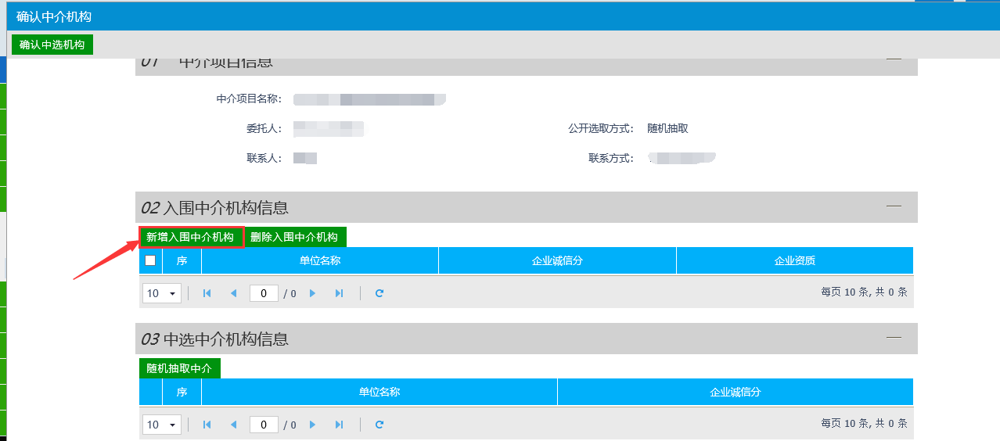 确认中介机构
确认中选机构
01 中介项目信息
中介项目名称：
委托人： 公开选取方式： 随机抽取
联系人： 联系方式：
02 入围中介机构信息
新增入围中介机构 删除入围中介机构
序 单位名称 企业诚信分 企业资质
10 0 / 0 每页 10 条, 共 0 条
03 中选中介机构信息
随机抽取中介
序 单位名称 企业诚信分
10 0 / 0 每页 10 条, 共 0 条